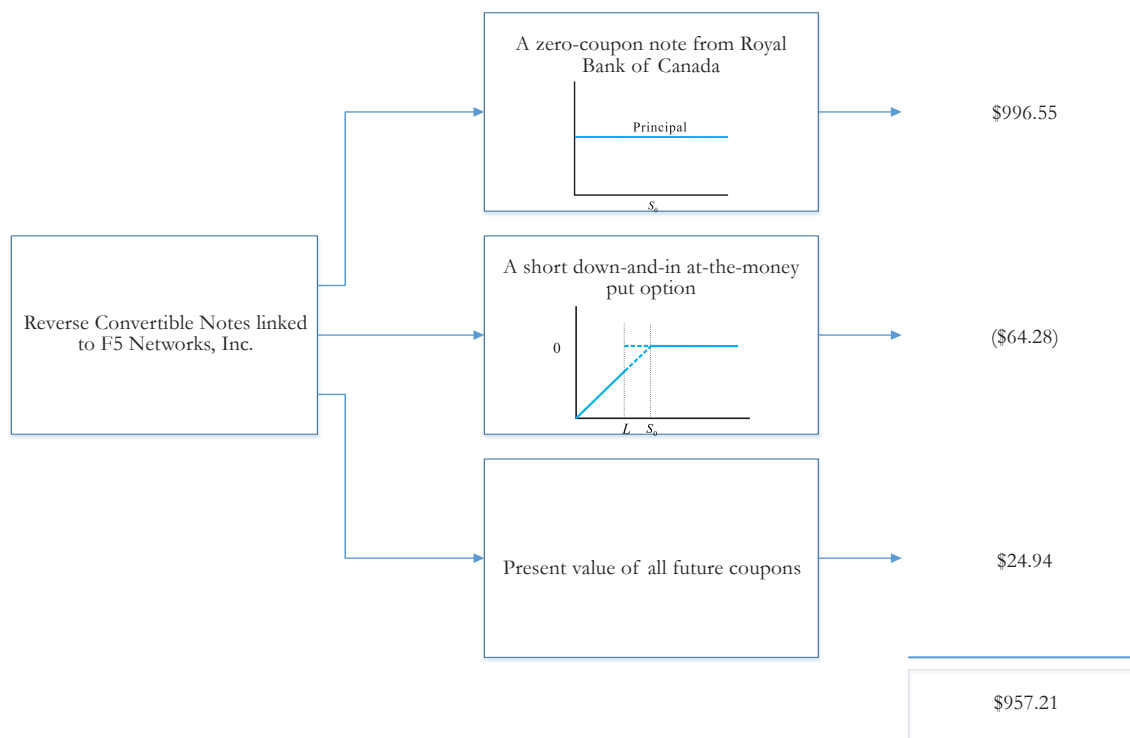 A zero-coupon note from Royal
Bank of Canada
Principal
S₀
$996.55
Reverse Convertible Notes linked
to F5 Networks, Inc.
A short down-and-in at-the-money
put option
0
L S₀
($64.28)
Present value of all future coupons
$24.94
$957.21